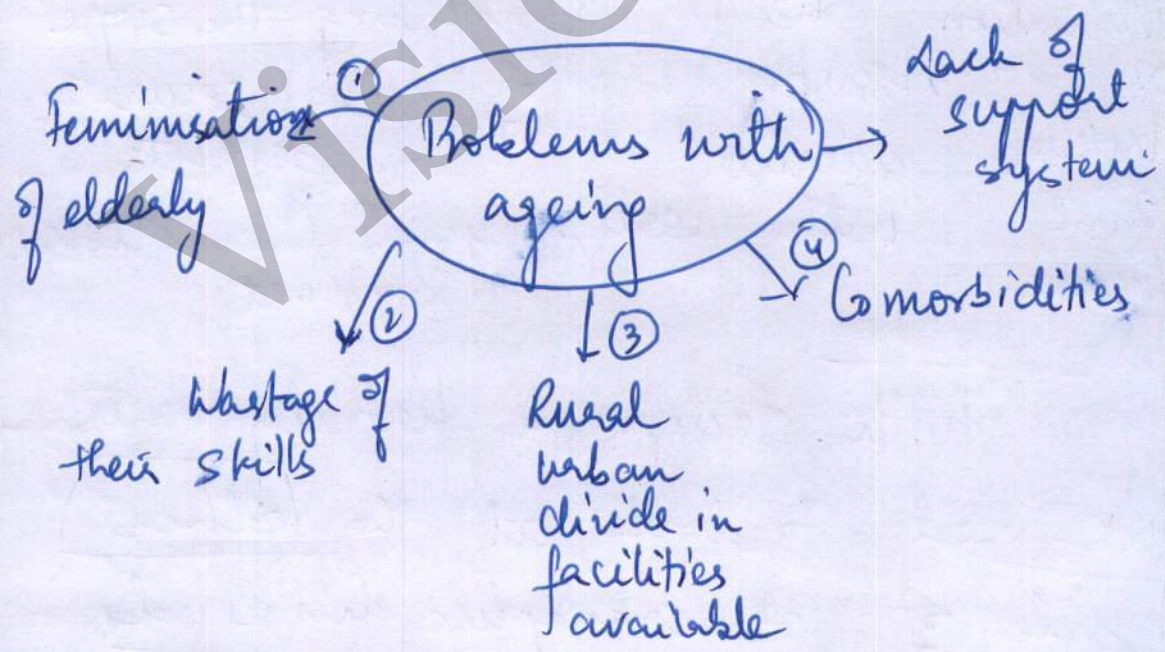 Problems with
ageing
①
Feminisation
of elderly
②
Wastage of
their skills
③
Rural
urban
divide in
facilities
available
④
Comorbidities
Lack of
support
system
Visio